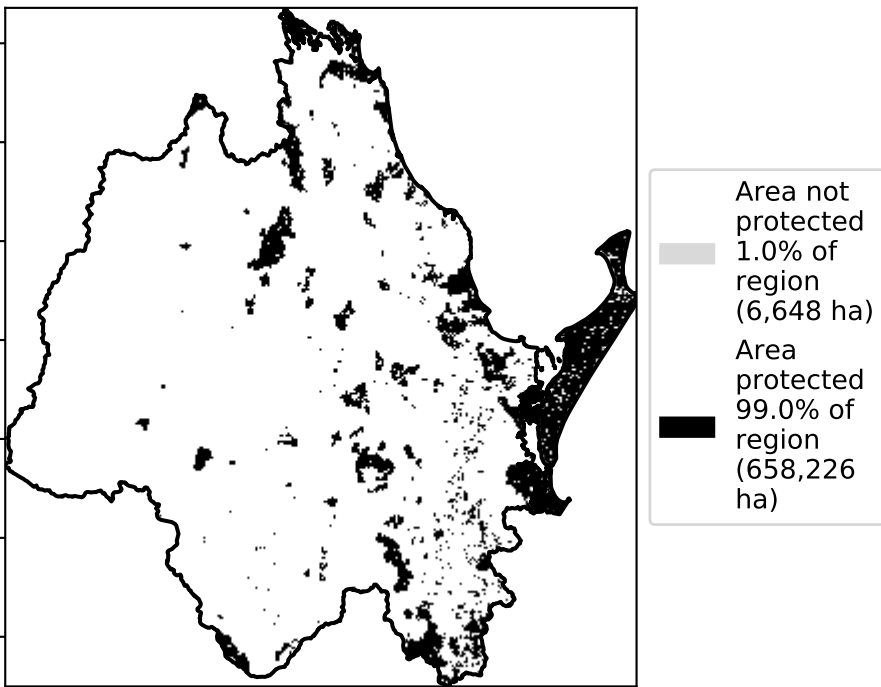 Area not
protected
1.0% of
region
(6,648 ha)
Area
protected
99.0% of
region
(658,226
ha)